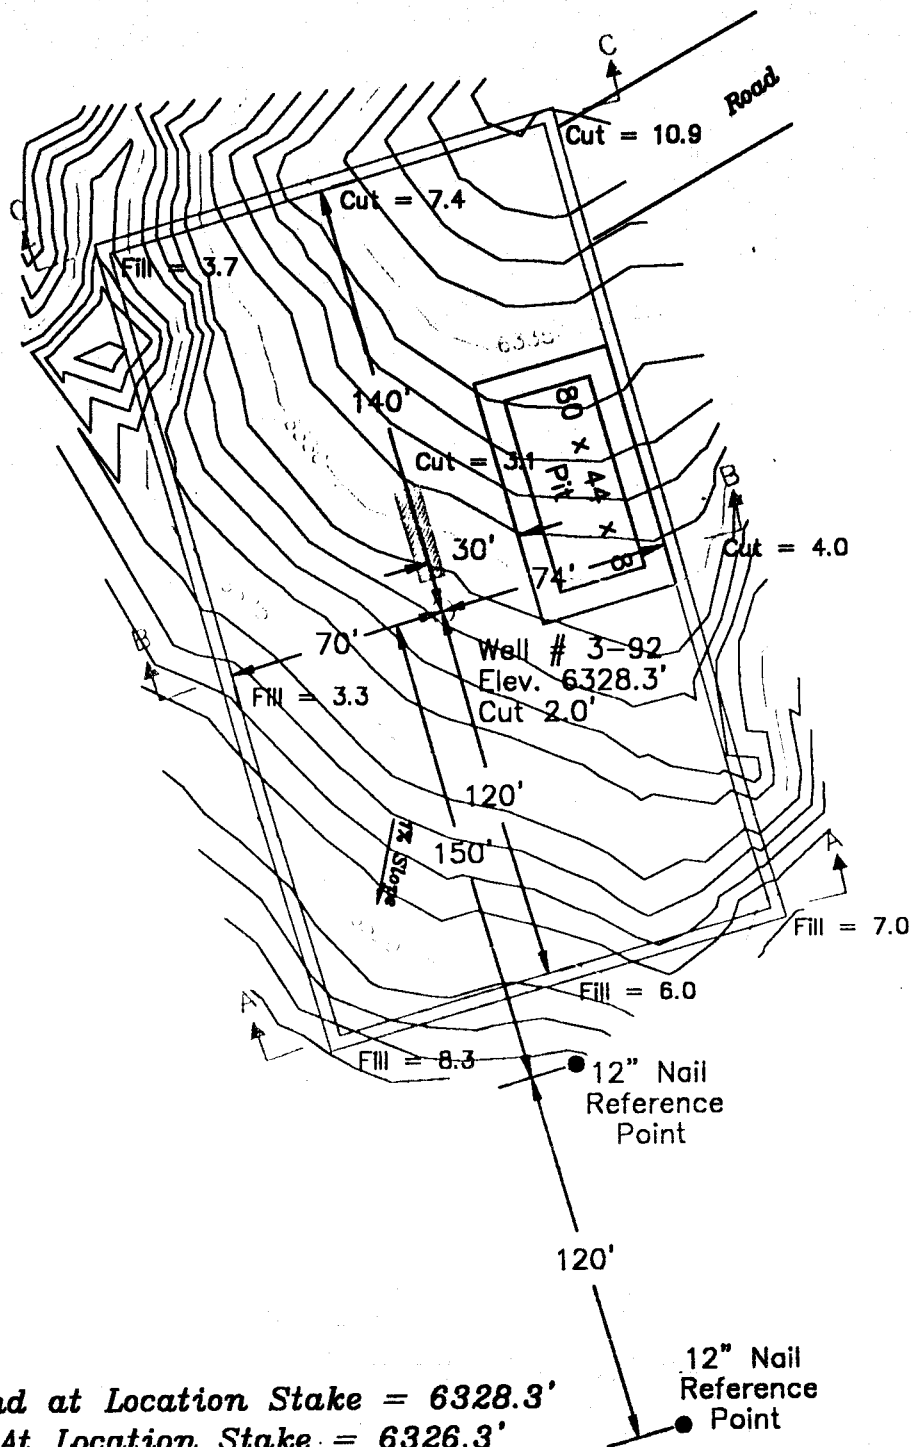 C
Road
Cut = 10.9
Cut = 7.4
C
Fill = 3.7
140'
80 x 44 x 8
Pit
Cut = 3.1
B
30'
74'
Cut = 4.0
70'
B
Well # 3-92
Elev. 6328.3'
Cut 2.0'
Fill = 3.3
120'
150'
1% Slope
A
Fill = 7.0
Fill = 6.0
A
Fill = 8.3
12" Nail
Reference
Point
120'
12" Nail
Reference
Point
at Location Stake = 6328.3'
At Location Stake = 6326.3'